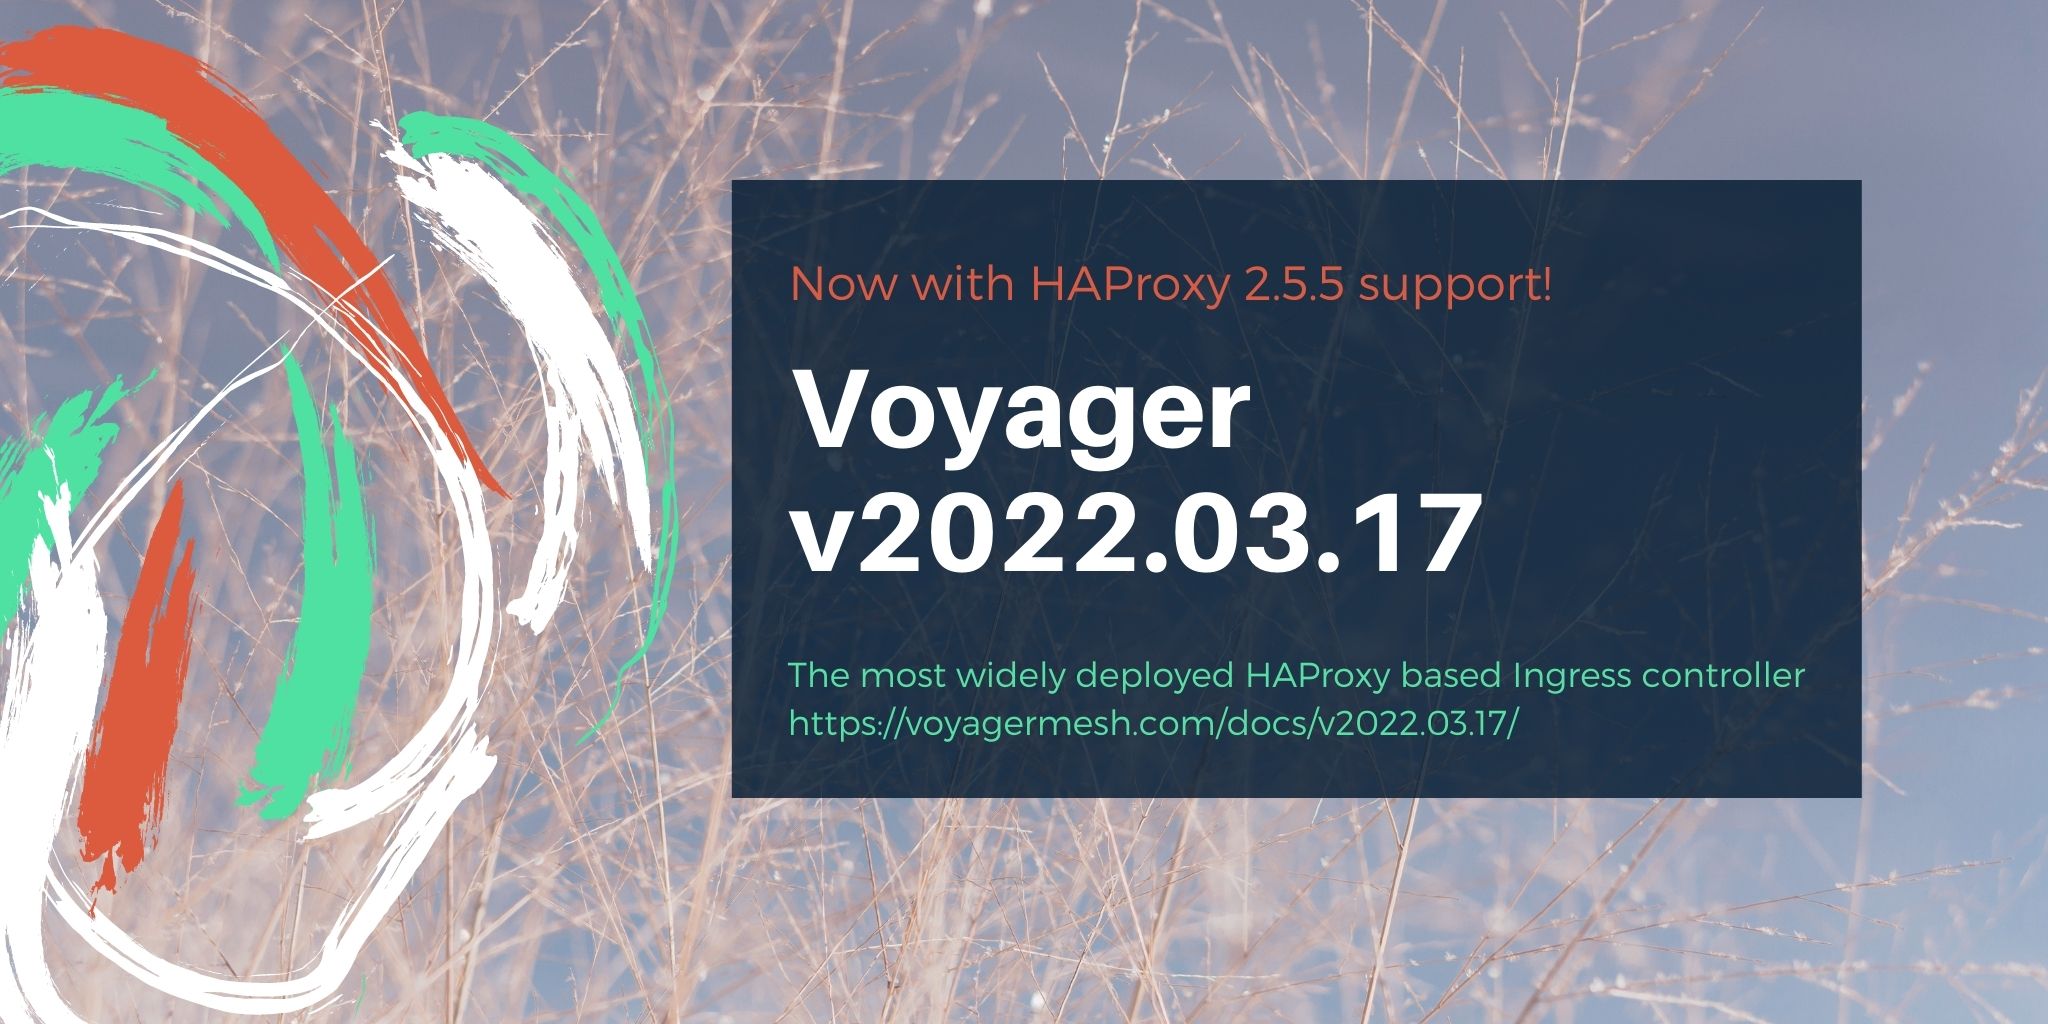 Now with HAProxy 2.5.5 support!
Voyager
v2022.03.17
The most widely deployed HAProxy based Ingress controller
https://voyagermesh.com/docs/v2022.03.17/